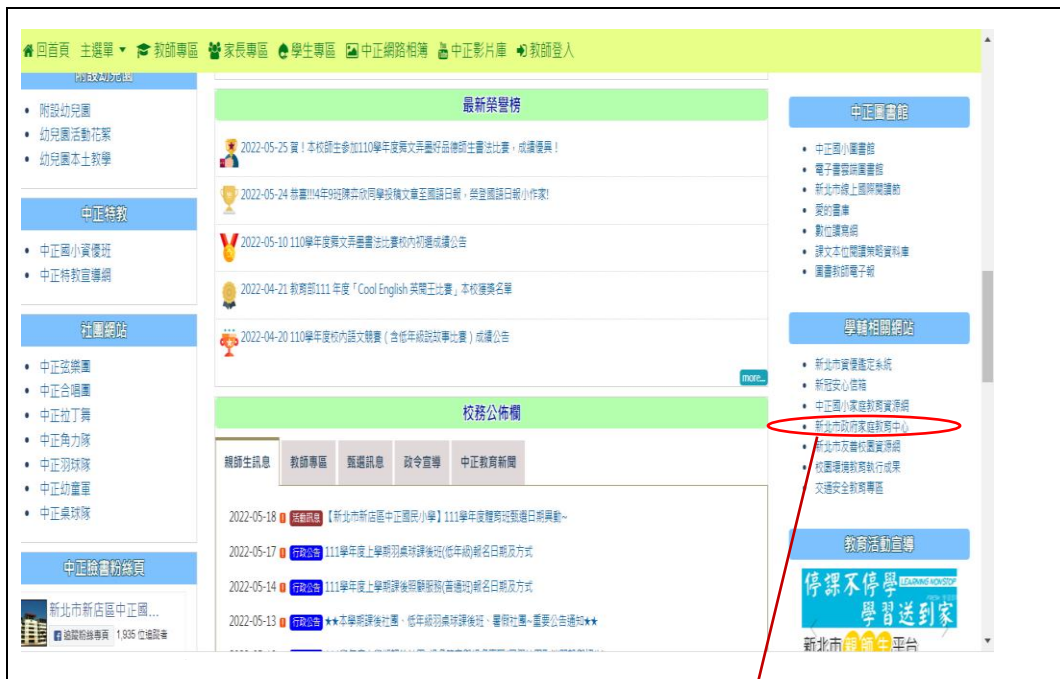 回首頁 主選單 教師專區 家長專區 學生專區 中正網路相簿 中正影片庫 教師登入
附設幼兒園
附設幼兒園
幼兒園活動花絮
幼兒園本土教學
中正特教
中正國小資優班
中正特教宣導網
社團網站
中正弦樂團
中正合唱團
中正拉丁舞
中正角力隊
中正羽球隊
中正幼童軍
中正桌球隊
中正臉書粉絲頁
新北市新店區中正國...
追蹤粉絲專頁 1,935 位追蹤者
最新榮譽榜
2022-05-25 賀！本校師生參加110學年度舞文弄墨好品德師生書法比賽，成績優異！
2022-05-24 恭喜!!!4年9班陳弈欣同學投稿文章至國語日報，榮登國語日報小作家!
2022-05-10 110學年度舞文弄墨書法比賽校內初選成績公告
2022-04-21 教育部111 年度「Cool English 英閱王比賽」本校獲獎名單
2022-04-20 110學年度校內語文競賽 ( 含低年級說故事比賽 ) 成績公告
more...
校務公佈欄
親師生訊息 教師專區 甄選訊息 政令宣導 中正教育新聞
2022-05-18 活動訊息【新北市新店區中正國民小學】111學年度體育班甄選日期異動~
2022-05-17 行政公告 111學年度上學期羽桌球課後班(低年級)報名日期及方式
2022-05-14 行政公告 111學年度上學期課後照顧服務(普通班)報名日期及方式
2022-05-13 行政公告 ★★本學期課後社團、低年級羽桌球課後班、暑假社團~重要公告通知★★
中正圖書館
中正國小圖書館
電子書雲端圖書館
新北市線上國際閱讀節
愛的書庫
數位讀寫網
課文本位閱讀策略資料庫
圖書教師電子報
學輔相關網站
新北市資優鑑定系統
新冠安心信箱
中正國小家庭教育資源網
新北市政府家庭教育中心
新北市友善校園資源網
校園環境教育執行成果
交通安全教育專區
教育活動宣導
停課不停學 LEARNING NONSTOP
學習送到家
新北市親師生平台